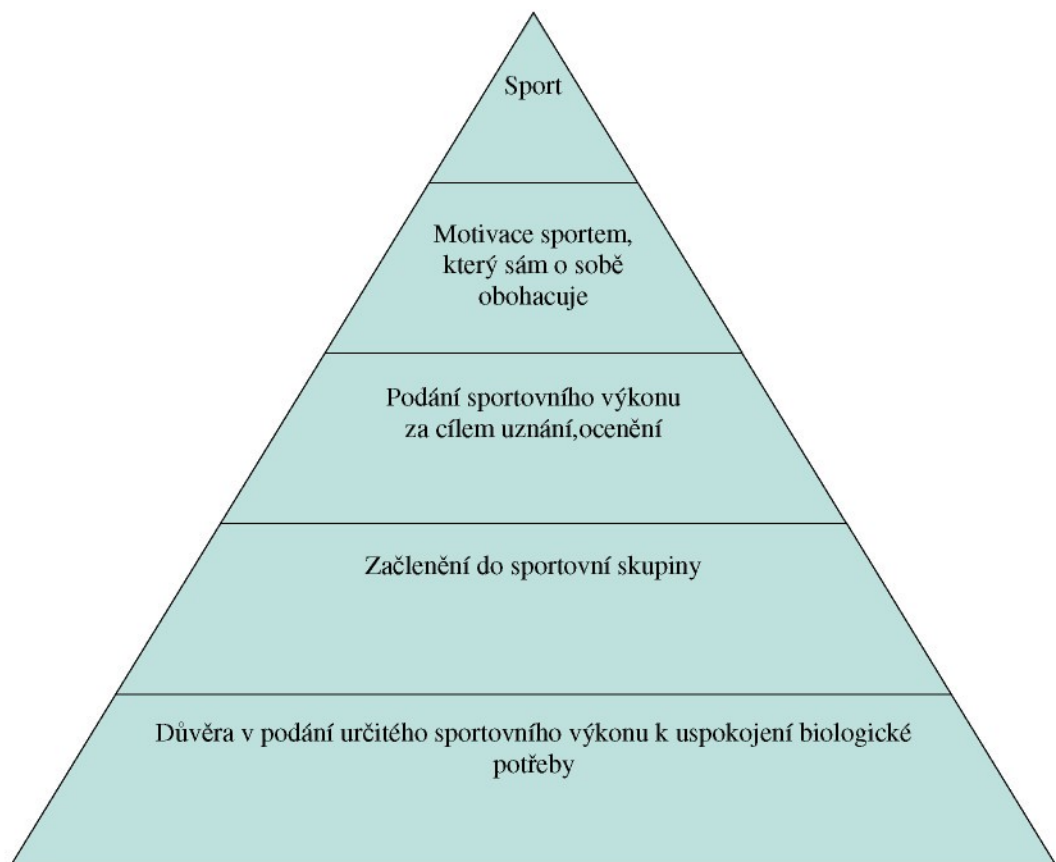 Sport
Motivace sportem,
který sám o sobě
obohacuje
Podání sportovního výkonu
za cílem uznání,ocenění
Začlenění do sportovní skupiny
Důvěra v podání určitého sportovního výkonu k uspokojení biologické
potřeby